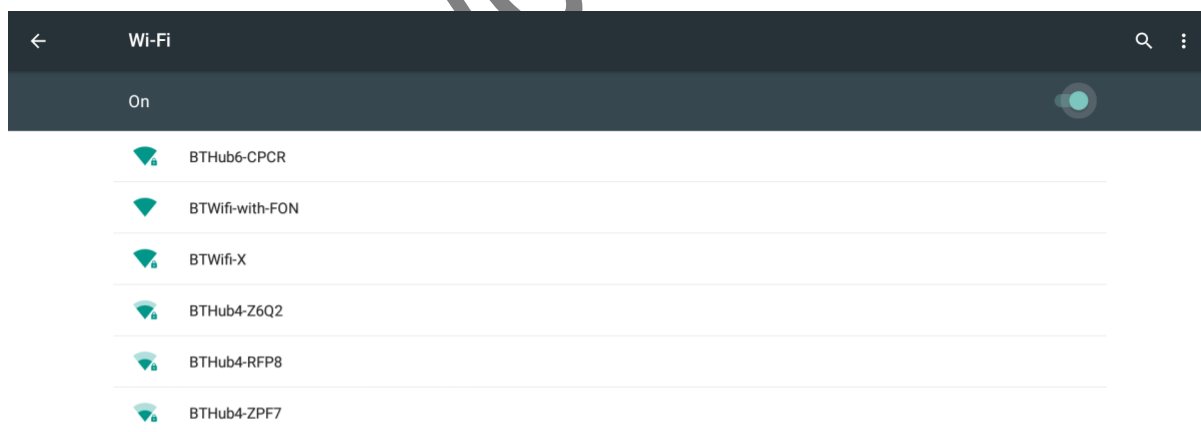 Wi-Fi
On
BTHub6-CPCR
BTWifi-with-FON
BTWifi-X
BTHub4-Z6Q2
BTHub4-RFP8
BTHub4-ZPF7